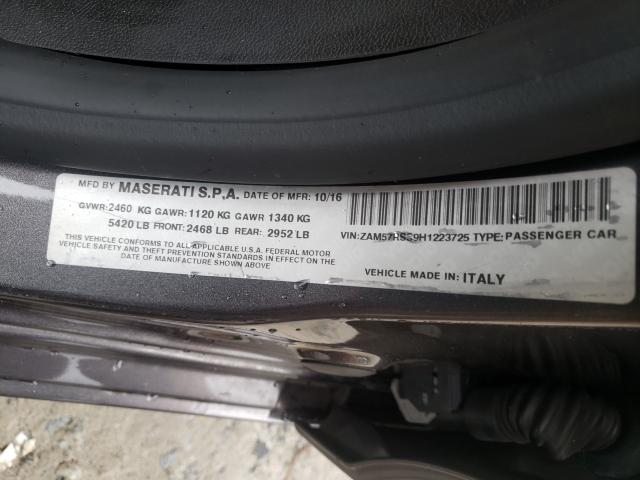 MFD BY MASERATI S.P.A. DATE OF MFR: 10/16
GVWR:2460 KG GAWR:1120 KG GAWR 1340 KG
5420 LB FRONT: 2468 LB REAR: 2952 LB
THIS VEHICLE CONFORMS TO ALL APPLICABLE U.S.A. FEDERAL MOTOR
VEHICLE SAFETY AND THEFT PREVENTION STANDARDS IN EFFECT ON THE
DATE OF MANUFACTURE SHOWN ABOVE
VIN:ZAM57HSS9H1223725 TYPE:PASSENGER CAR
VEHICLE MADE IN: ITALY